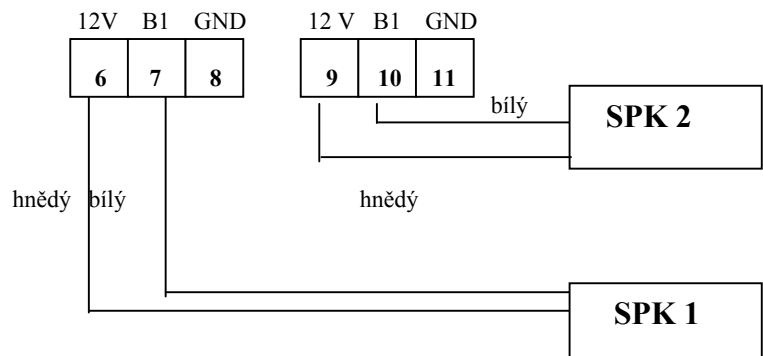 12V B1 GND 12 V B1 GND
6 7 8 9 10 11
bílý
SPK 2
hnědý bílý hnědý
SPK 1